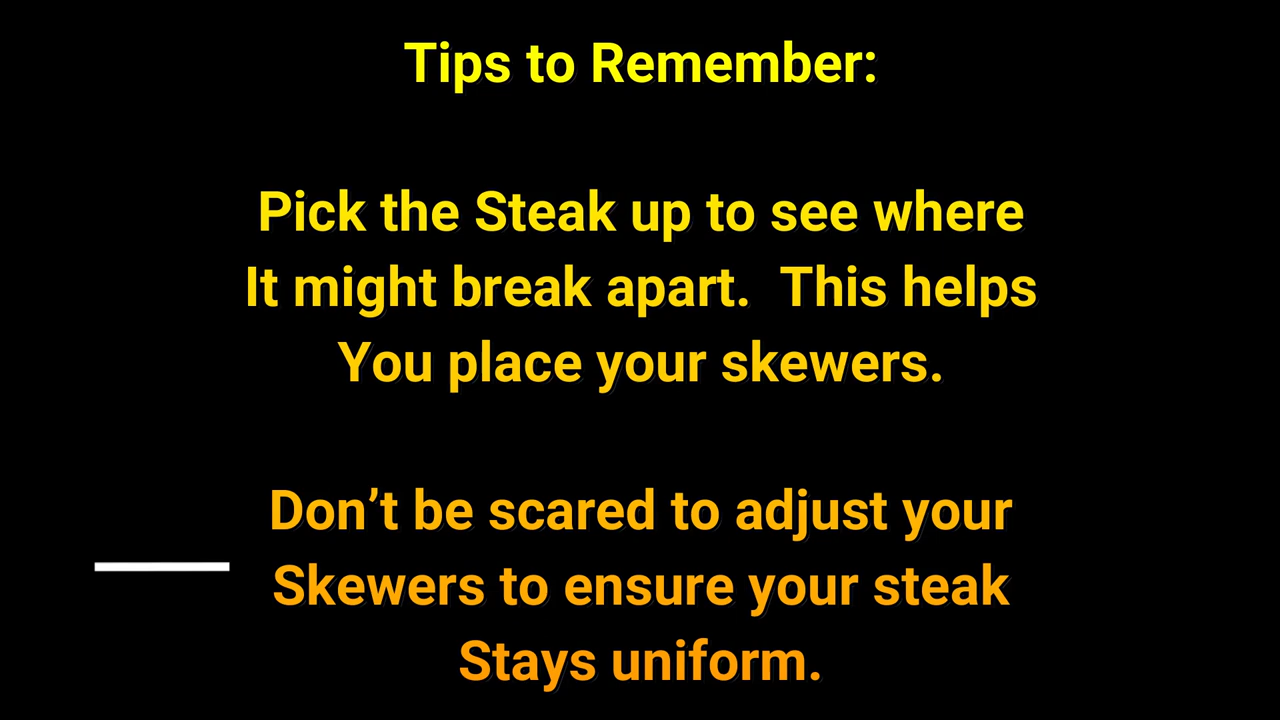 Tips to Remember:
Pick the Steak up to see where
It might break apart.  This helps
You place your skewers.
Don’t be scared to adjust your
Skewers to ensure your steak
Stays uniform.